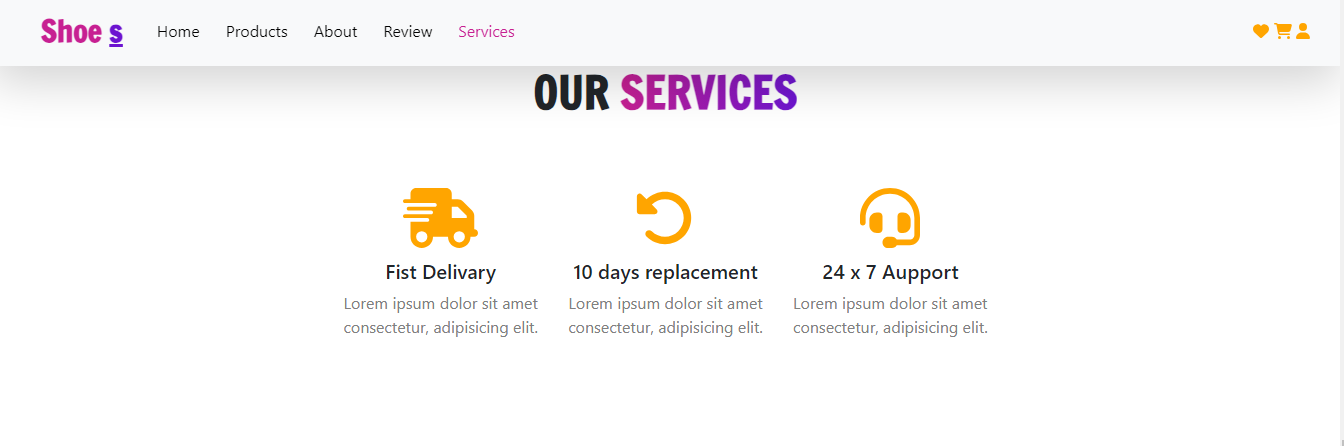 Shoe s Home Products About Review Services
OUR SERVICES
Fist Delivary 10 days replacement 24 x 7 Aupport
Lorem ipsum dolor sit amet Lorem ipsum dolor sit amet Lorem ipsum dolor sit amet
consectetur, adipisicing elit. consectetur, adipisicing elit. consectetur, adipisicing elit.